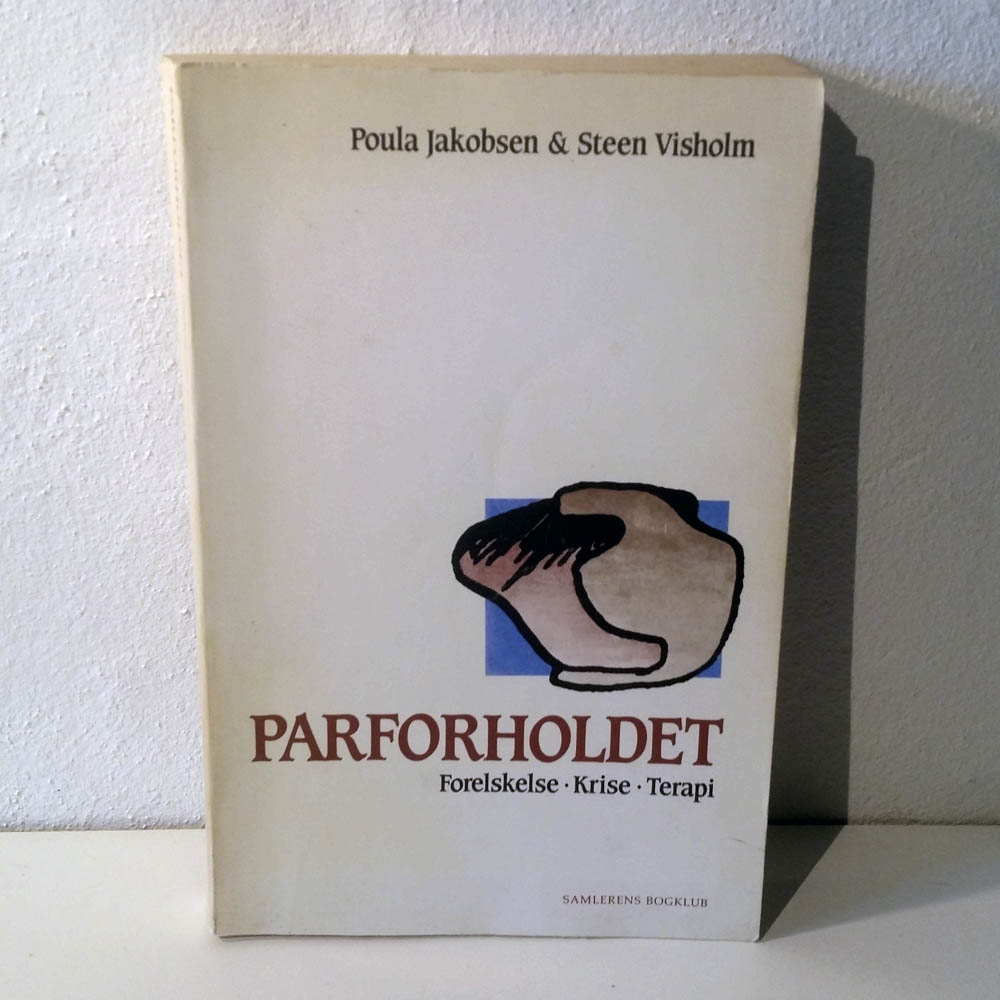 Poula Jakobsen & Steen Visholm
PARFORHOLDET
Forelskelse · Krise · Terapi
SAMLERENS BOGKLUB